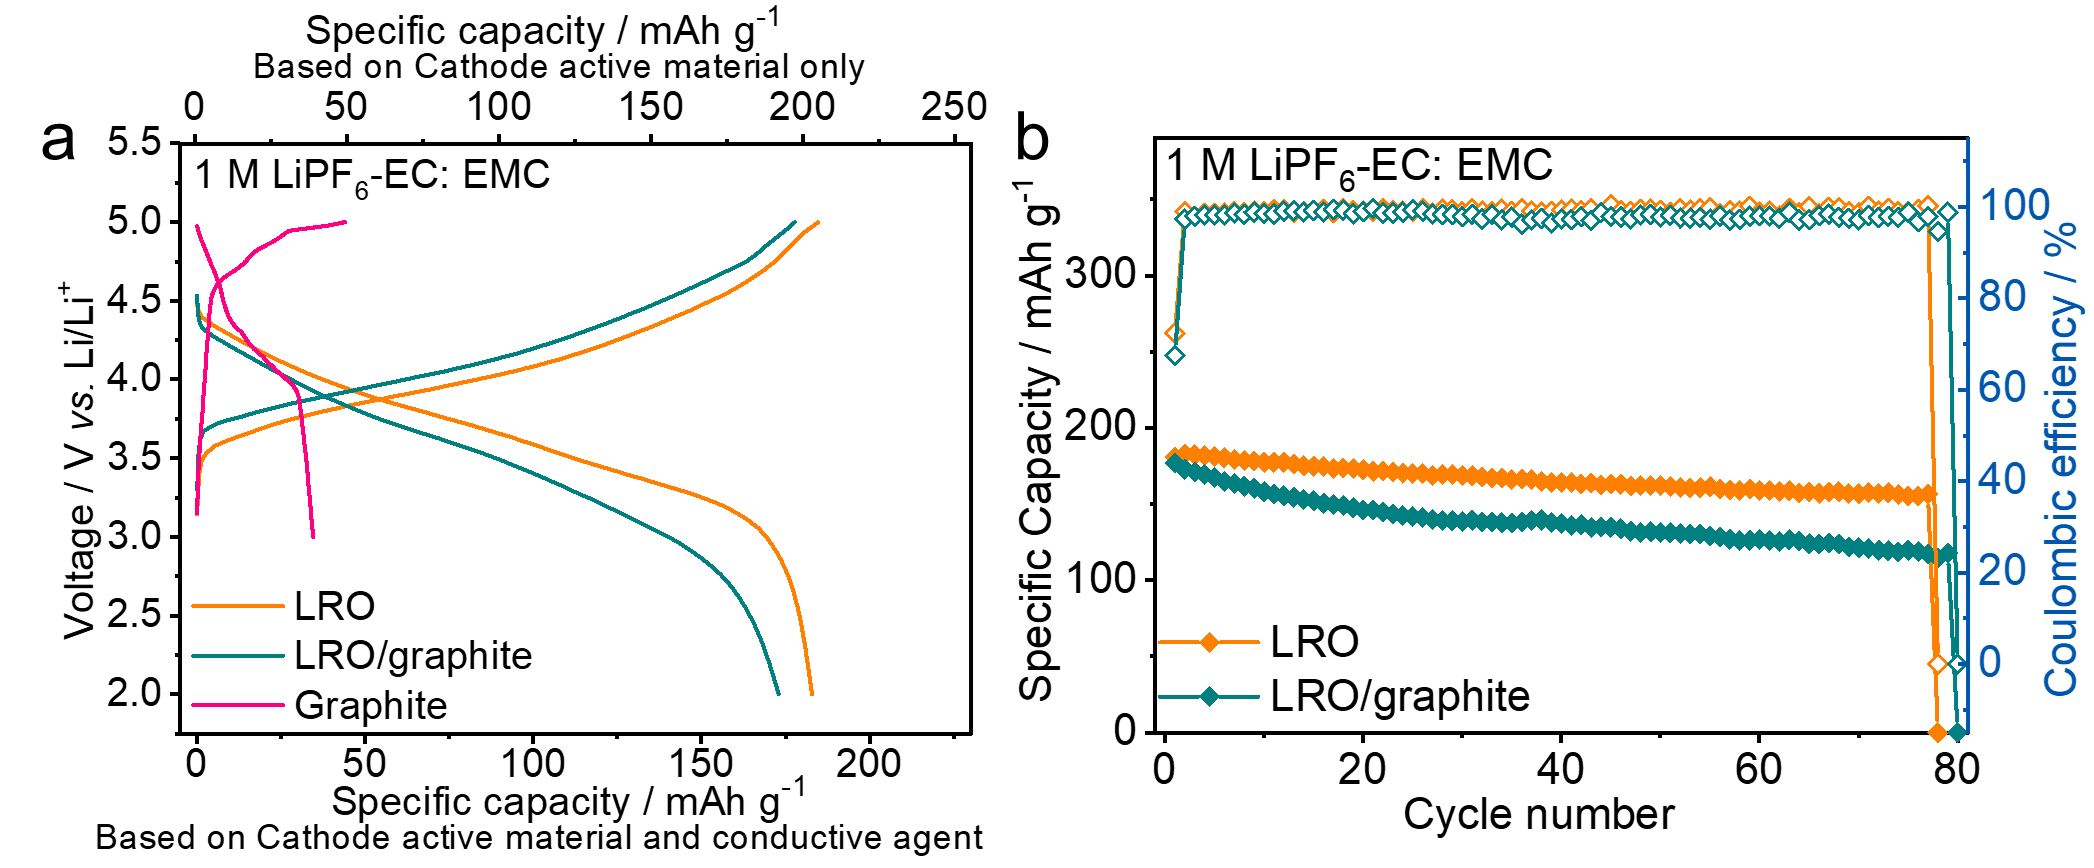 Specific capacity / mAh g⁻¹
Based on Cathode active material only
0 50 100 150 200 250
a
5.5
1 M LiPF₆-EC: EMC
5.0
4.5
4.0
3.5
3.0
2.5
2.0
Voltage / V vs. Li/Li⁺
LRO
LRO/graphite
Graphite
0 50 100 150 200
Specific capacity / mAh g⁻¹
Based on Cathode active material and conductive agent
b
1 M LiPF₆-EC: EMC
Specific Capacity / mAh g⁻¹
300
200
100
0
LRO
LRO/graphite
100
80
60
40
20
0
Coulombic efficiency / %
0 20 40 60 80
Cycle number